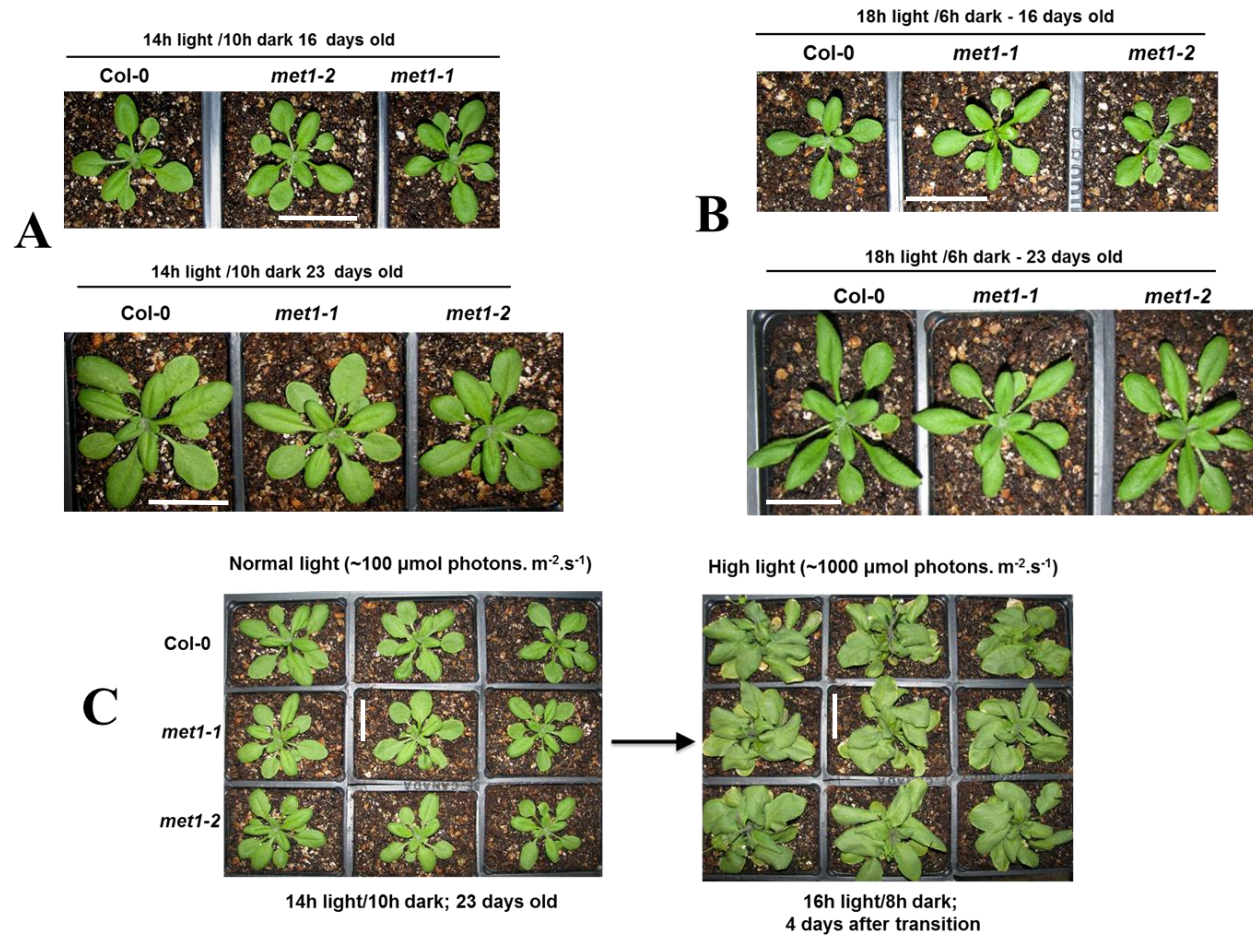 A
14h light /10h dark 16 days old
Col-0 met1-2 met1-1
14h light /10h dark 23 days old
Col-0 met1-1 met1-2
B
18h light /6h dark - 16 days old
Col-0 met1-1 met1-2
18h light /6h dark - 23 days old
Col-0 met1-1 met1-2
C
Normal light (~100 µmol photons. m⁻².s⁻¹)
Col-0
met1-1
met1-2
CANADA
14h light/10h dark; 23 days old
High light (~1000 µmol photons. m⁻².s⁻¹)
CANADA
16h light/8h dark;
4 days after transition